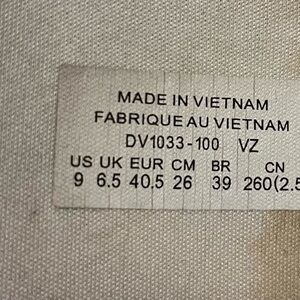 MADE IN VIETNAM
FABRIQUE AU VIETNAM
DV1033-100 VZ
US UK EUR CM BR CN
9 6.5 40.5 26 39 260(2.5